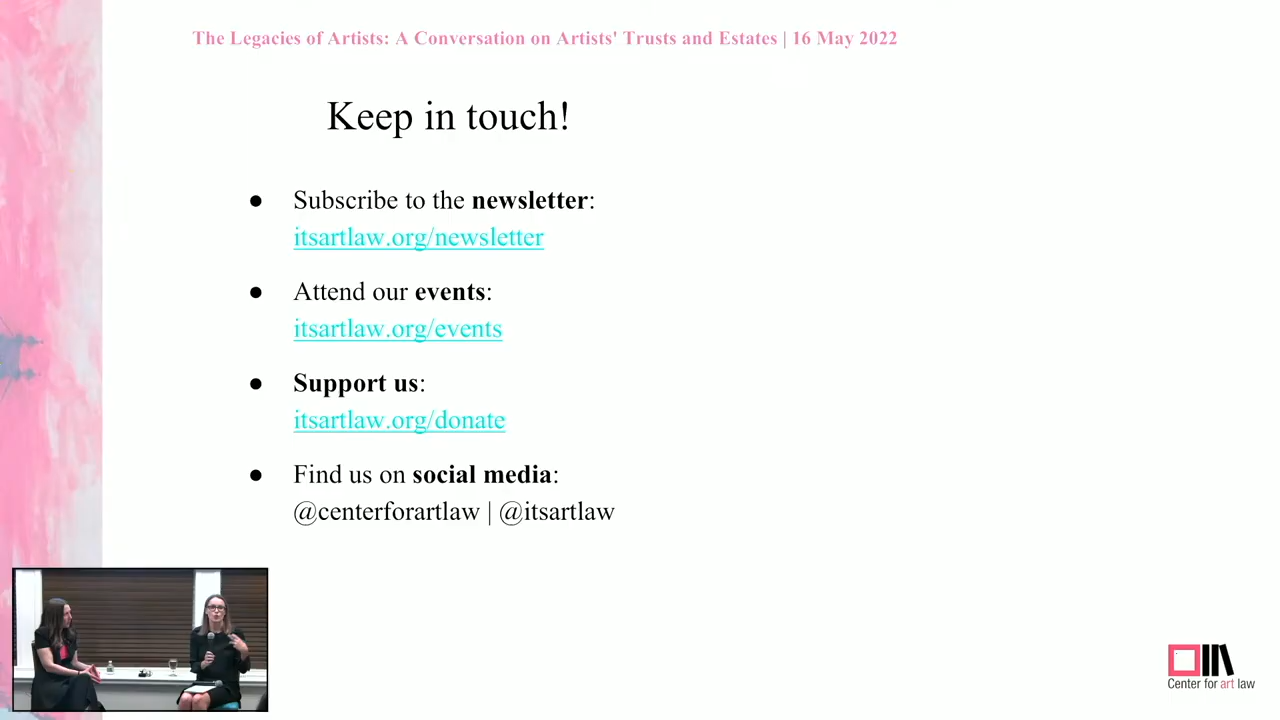 The Legacies of Artists: A Conversation on Artists' Trusts and Estates | 16 May 2022
Keep in touch!
● Subscribe to the newsletter:
itsartlaw.org/newsletter
● Attend our events:
itsartlaw.org/events
● Support us:
itsartlaw.org/donate
● Find us on social media:
@centerforartlaw | @itsartlaw
Center for art law